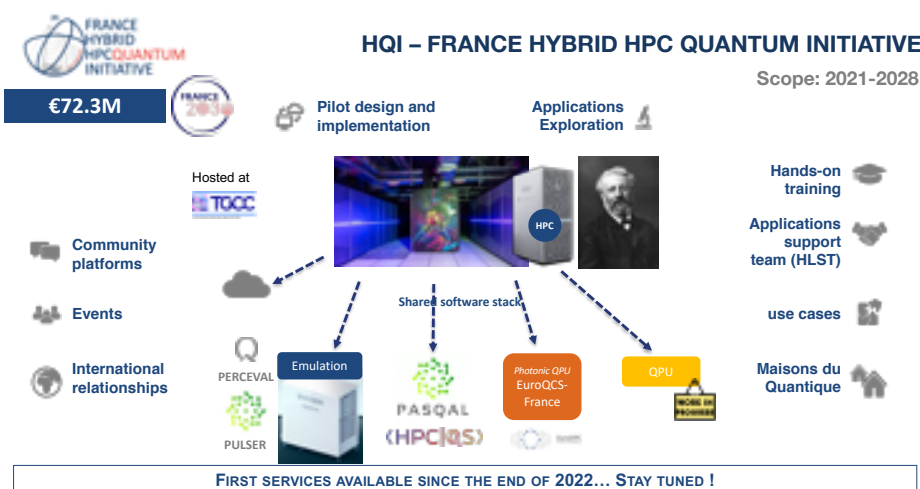 FRANCE
HYBRID
HPCQUANTUM
INITIATIVE
HQI – FRANCE HYBRID HPC QUANTUM INITIATIVE
Scope: 2021-2028
€72.3M
FRANCE
2030
Pilot design and
implementation
Applications
Exploration
Hosted at
TGCC
HPC
Hands-on
training
Applications
support
team (HLST)
Community
platforms
Events
International
relationships
Shared software stack
use cases
Maisons du
Quantique
PERCEVAL
PULSER
Emulation
PASQAL
⟨HPC|QS⟩
Photonic QPU
EuroQCS-
France
QPU
WORK IN
PROGRESS
FIRST SERVICES AVAILABLE SINCE THE END OF 2022… STAY TUNED !